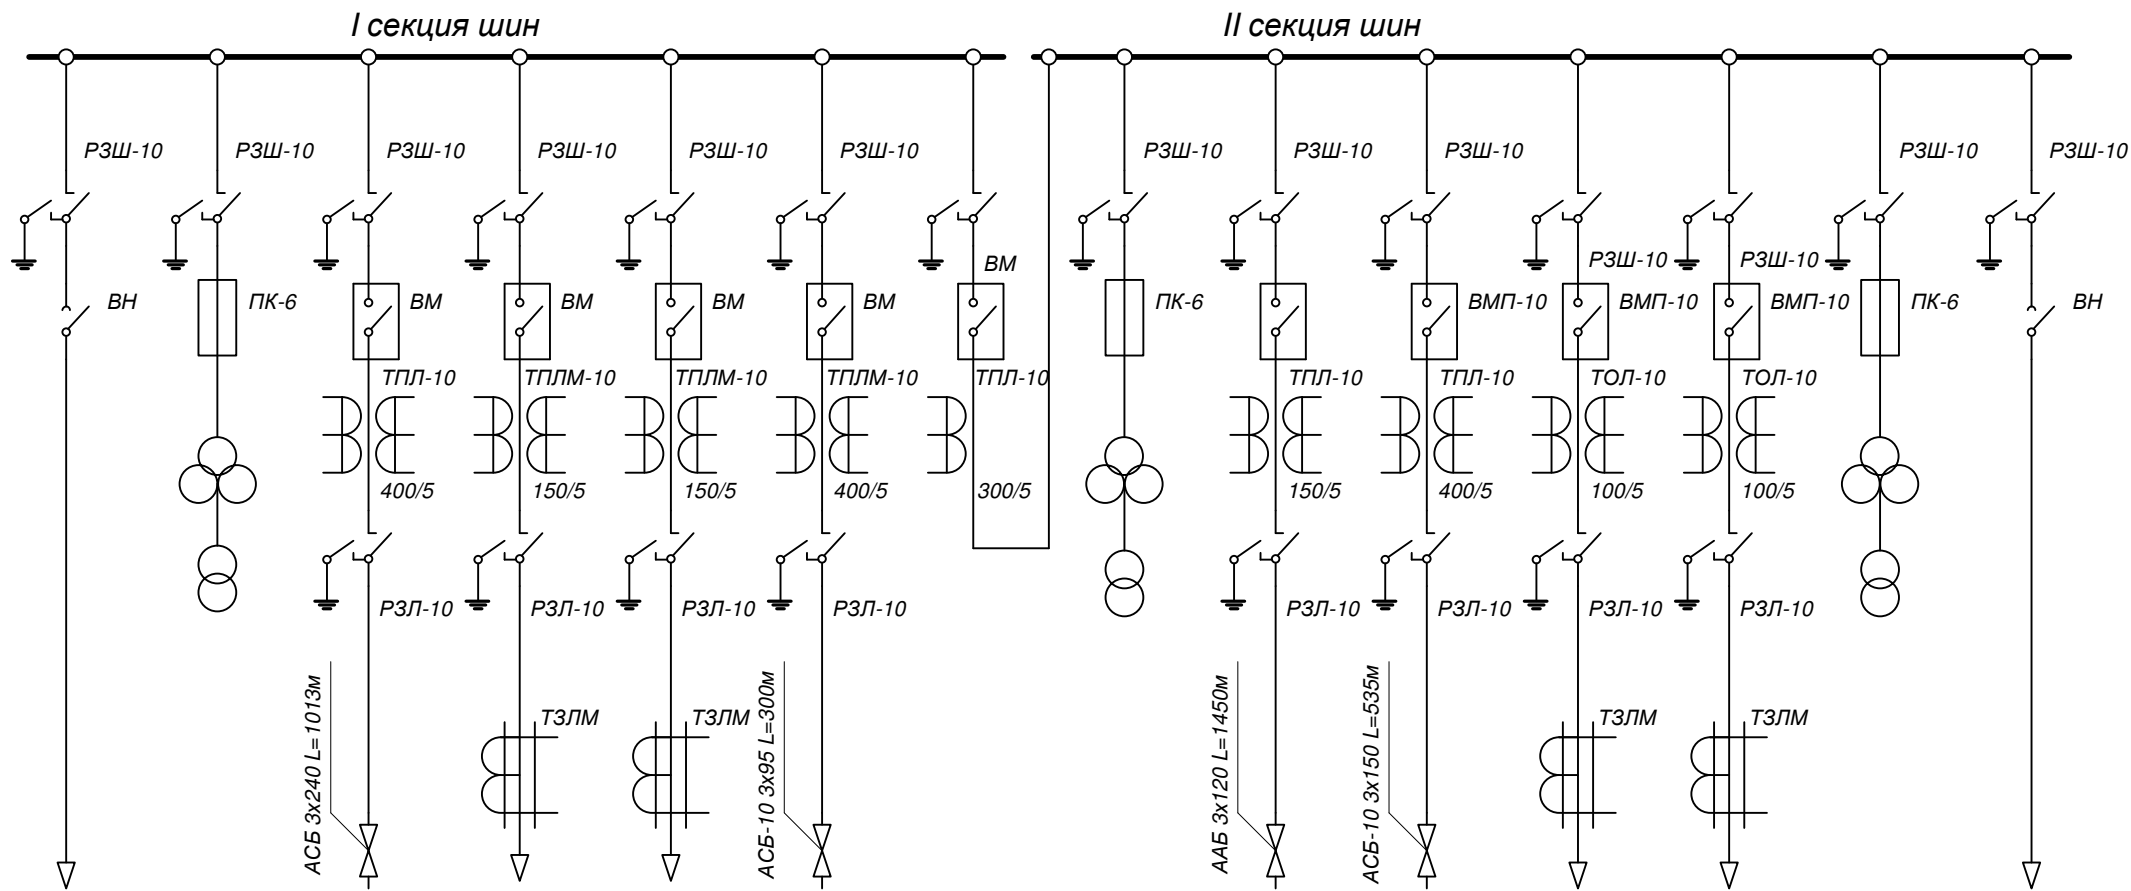 I секция шин
II секция шин
РЗШ-10
РЗШ-10
РЗШ-10
РЗШ-10
РЗШ-10
РЗШ-10
РЗШ-10
РЗШ-10
РЗШ-10
РЗШ-10
РЗШ-10
ВМ
РЗШ-10
РЗШ-10
ВН
ПК-6
ВМ
ВМ
ВМ
ВМ
ПК-6
ВМП-10
ВМП-10
ВМП-10
ПК-6
ВН
ТПЛ-10
ТПЛМ-10
ТПЛМ-10
ТПЛМ-10
ТПЛ-10
ТПЛ-10
ТПЛ-10
ТОЛ-10
ТОЛ-10
400/5
150/5
150/5
400/5
300/5
150/5
400/5
100/5
100/5
РЗЛ-10
РЗЛ-10
РЗЛ-10
РЗЛ-10
РЗЛ-10
РЗЛ-10
РЗЛ-10
РЗЛ-10
АСБ 3х240 L=1013м
ТЗЛМ
ТЗЛМ
АСБ-10 3х95 L=300м
ААБ 3х120 L=1450м
АСБ-10 3х150 L=535м
ТЗЛМ
ТЗЛМ